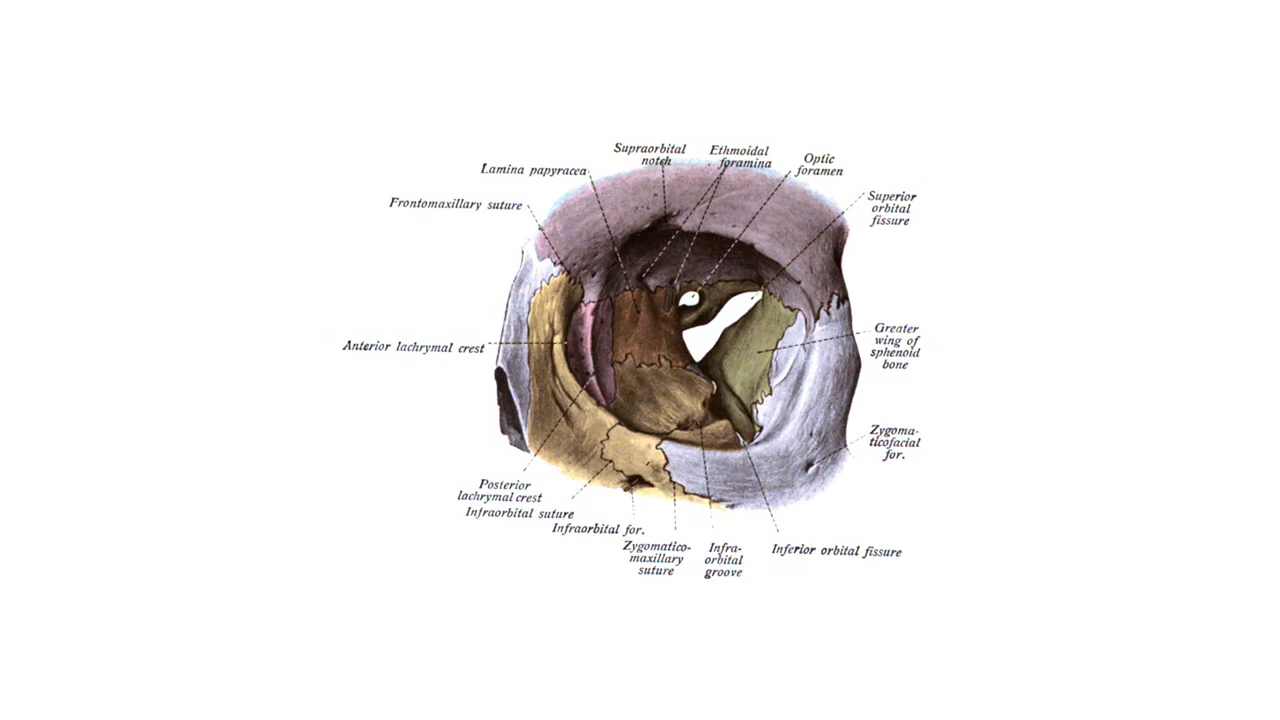 Supraorbital
notch
Ethmoidal
foramina
Optic
foramen
Lamina papyracea
Superior
orbital
fissure
Frontomaxillary suture
Greater
wing of
sphenoid
bone
Anterior lachrymal crest
Zygoma-
ticofacial
for.
Posterior
lachrymal crest
Infraorbital suture
Infraorbital for.
Zygomatico-
maxillary
suture
Infra-
orbital
groove
Inferior orbital fissure